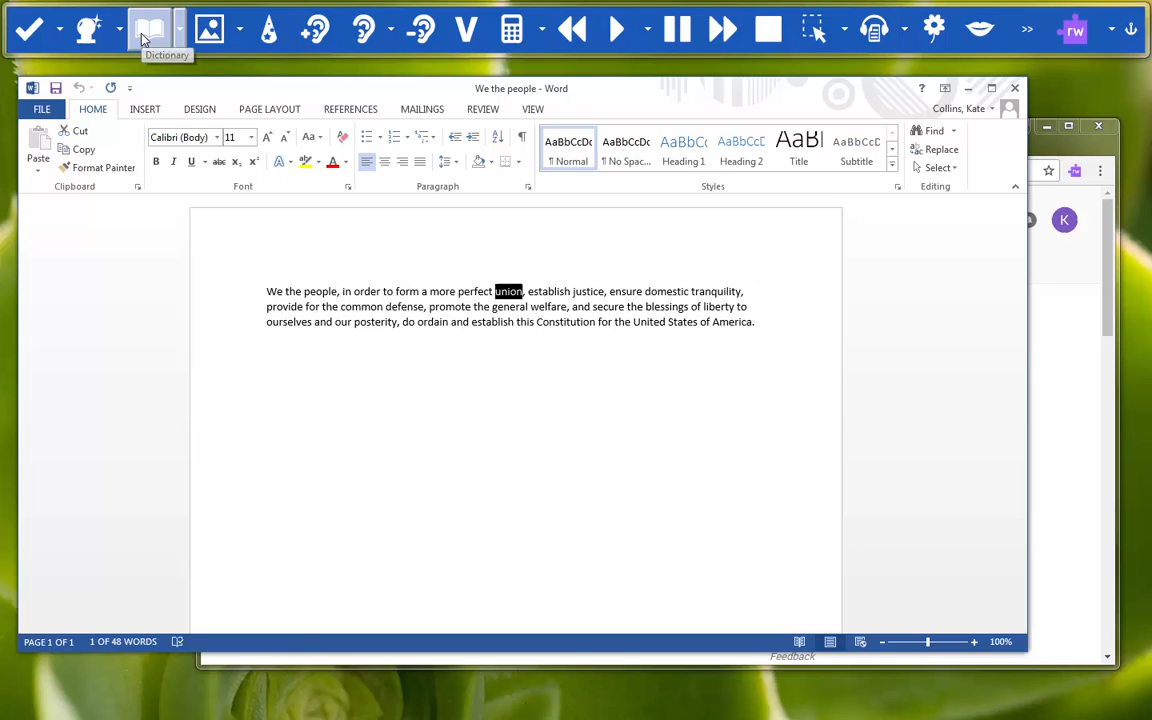 V
rw
Dictionary
We the people - Word
FILE HOME INSERT DESIGN PAGE LAYOUT REFERENCES MAILINGS REVIEW VIEW
Collins, Kate
Paste
Cut
Copy
Format Painter
Clipboard
Calibri (Body) 11
Font
Paragraph
AaBbCcDc AaBbCcDc AaBbCc AaBbCcC AaB AaBbCcD
¶ Normal ¶ No Spac... Heading 1 Heading 2 Title Subtitle
Styles
Find
Replace
Select
Editing
K
We the people, in order to form a more perfect union, establish justice, ensure domestic tranquility,
provide for the common defense, promote the general welfare, and secure the blessings of liberty to
ourselves and our posterity, do ordain and establish this Constitution for the United States of America.
PAGE 1 OF 1 1 OF 48 WORDS 100%
Feedback